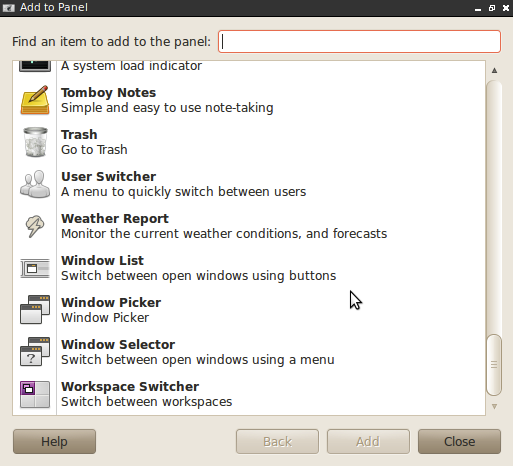 Add to Panel
Find an item to add to the panel:
A system load indicator
Tomboy Notes
Simple and easy to use note-taking
Trash
Go to Trash
User Switcher
A menu to quickly switch between users
Weather Report
Monitor the current weather conditions, and forecasts
Window List
Switch between open windows using buttons
Window Picker
Window Picker
Window Selector
Switch between open windows using a menu
Workspace Switcher
Switch between workspaces
Help Back Add Close